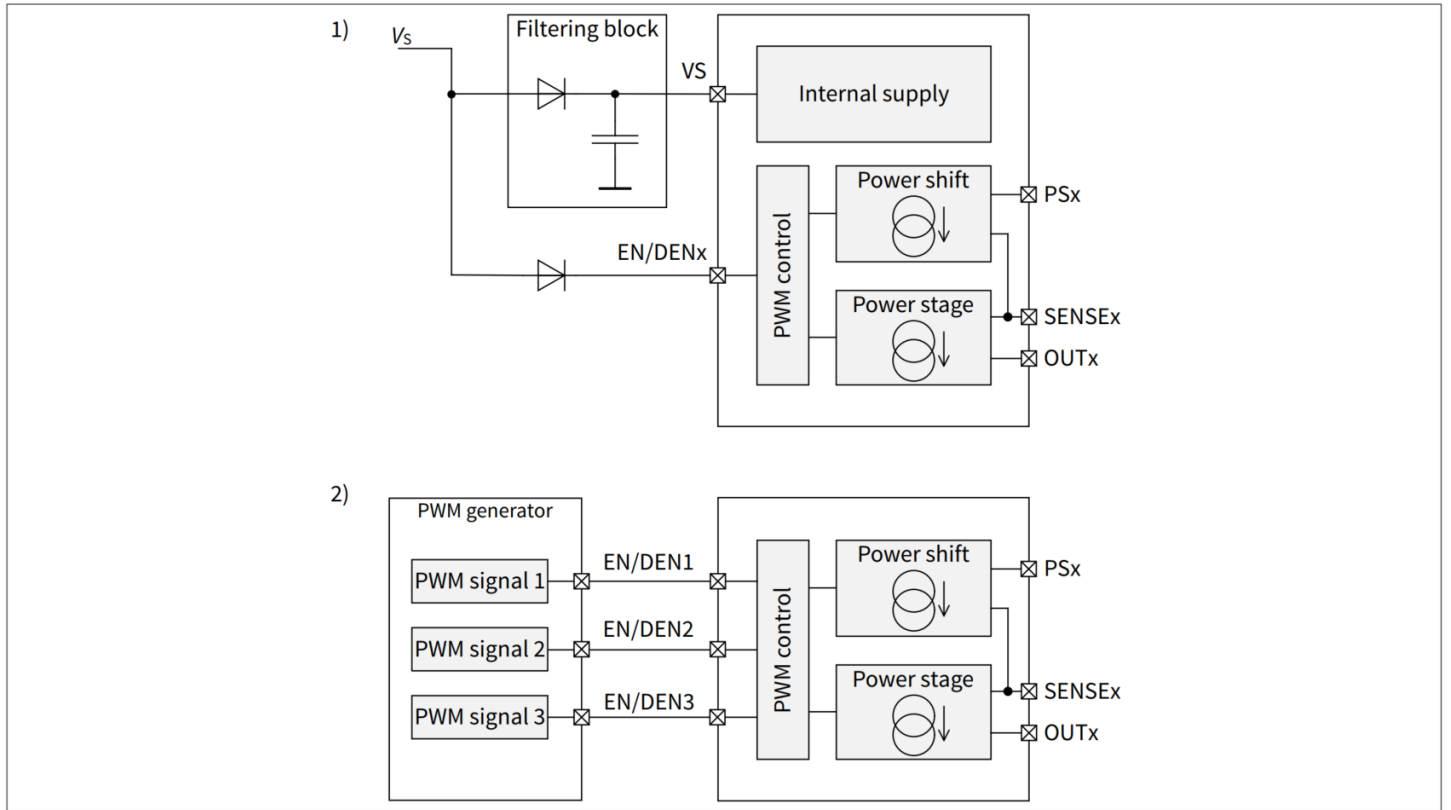 1)
VS
Filtering block
VS
Internal supply
EN/DENx
PWM control
Power shift
PSx
Power stage
SENSEx
OUTx
2)
PWM generator
PWM signal 1
PWM signal 2
PWM signal 3
EN/DEN1
EN/DEN2
EN/DEN3
PWM control
Power shift
PSx
Power stage
SENSEx
OUTx